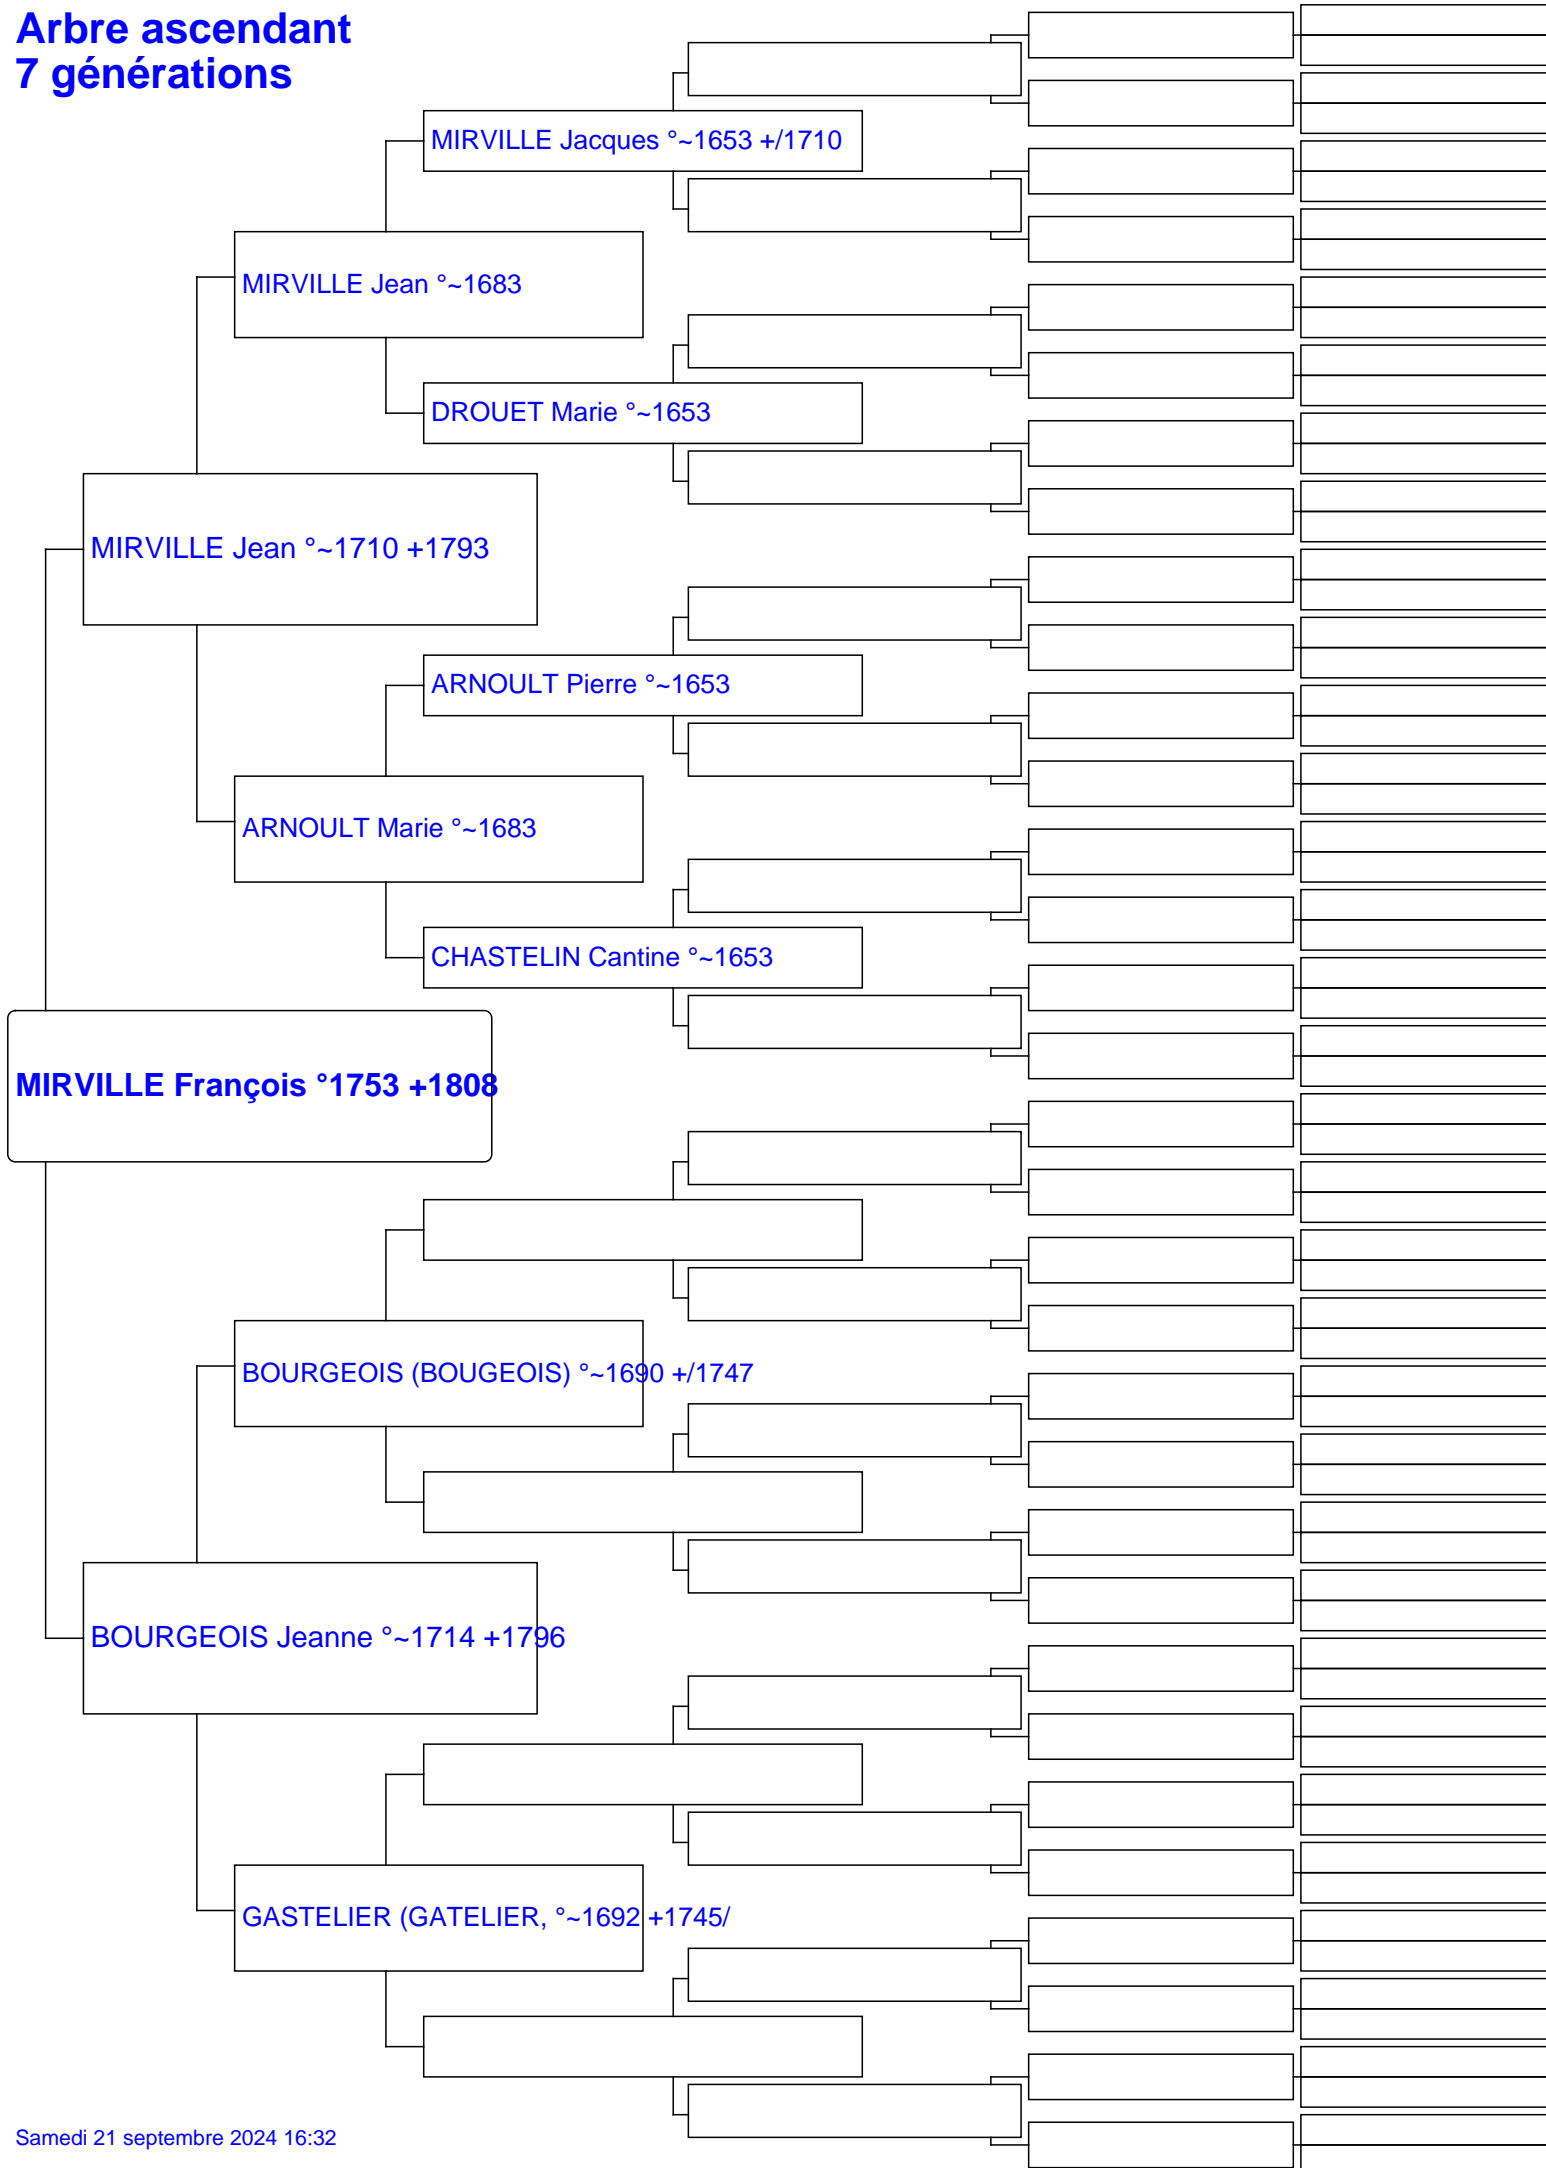 Arbre ascendant
7 générations
MIRVILLE Jacques °~1653 +/1710
MIRVILLE Jean °~1683
DROUET Marie °~1653
MIRVILLE Jean °~1710 +1793
ARNOULT Pierre °~1653
ARNOULT Marie °~1683
CHASTELIN Cantine °~1653
MIRVILLE François °1753 +1808
BOURGEOIS (BOUGEOIS) °~1690 +/1747
BOURGEOIS Jeanne °~1714 +1796
GASTELIER (GATELIER, °~1692 +1745/
Samedi 21 septembre 2024 16:32